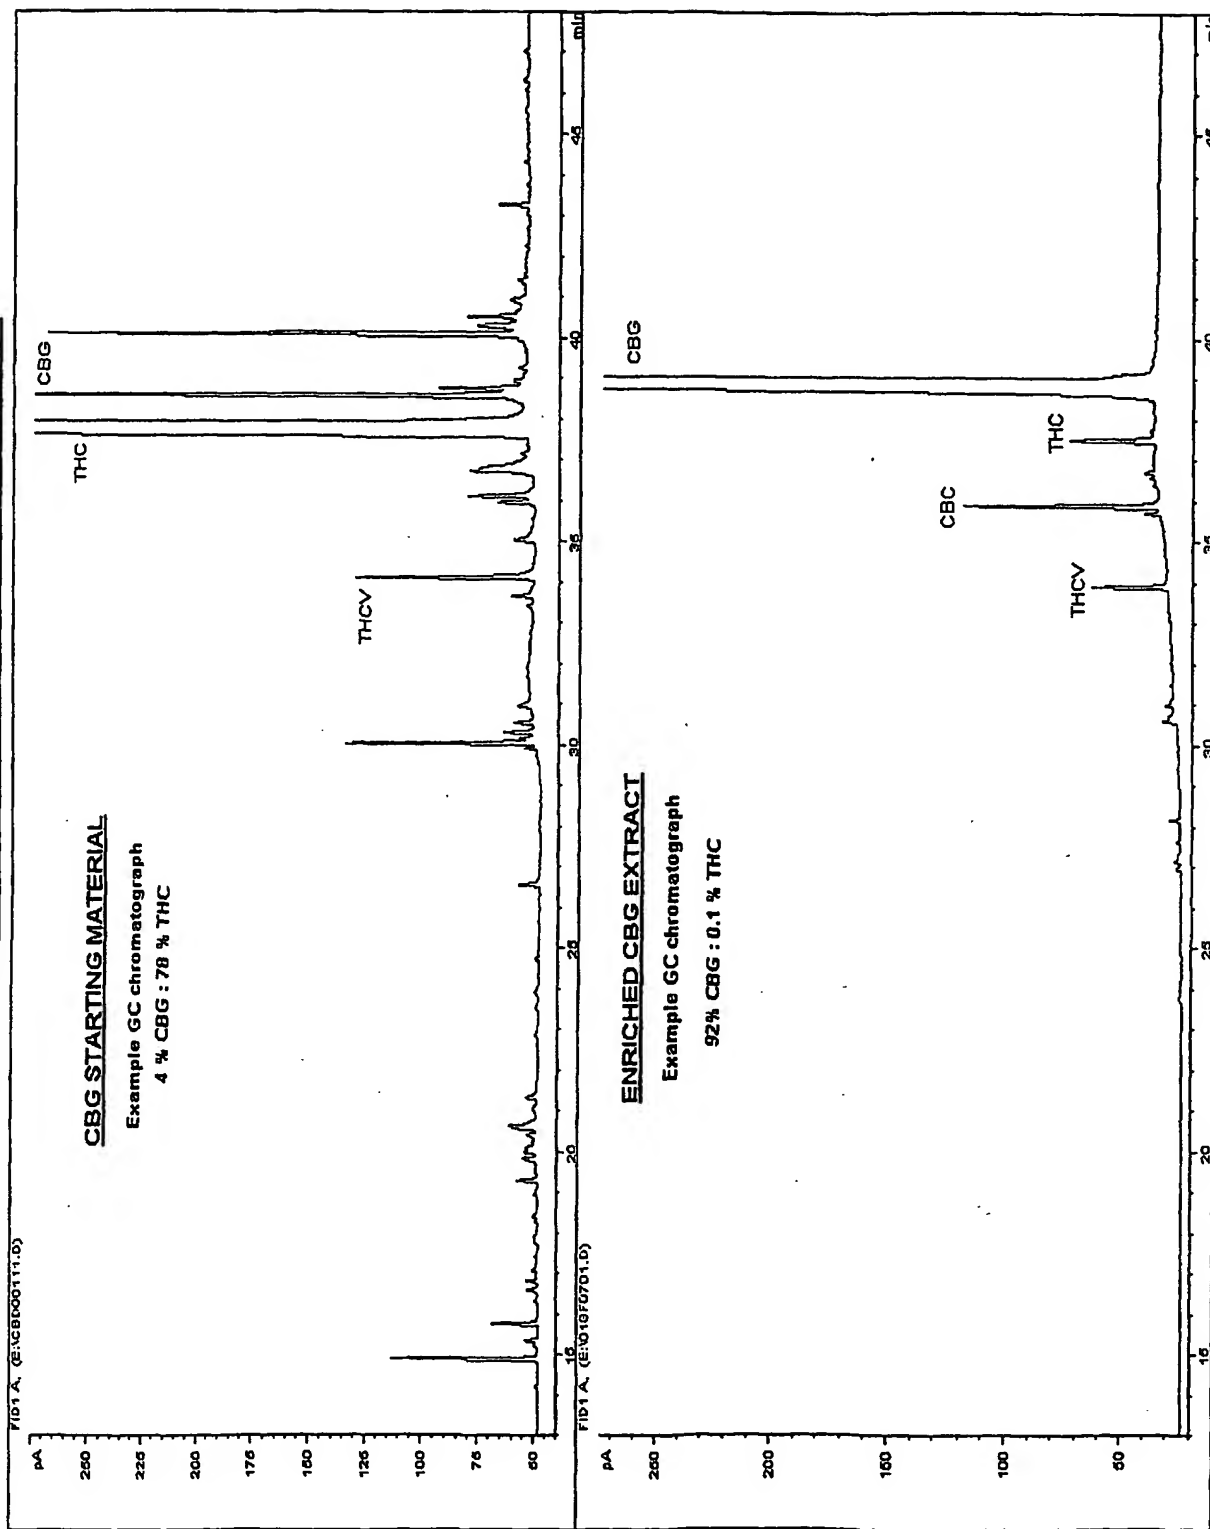 FID1 A, (E:\CBD00111.D)
pA
250
225
200
175
150
125
100
75
50
CBG STARTING MATERIAL
Example GC chromatograph
4 % CBG : 78 % THC
THCV
THC
CBG
15
20
25
30
35
40
45
min
FID1 A, (E:\018F0701.D)
pA
250
200
150
100
50
ENRICHED CBG EXTRACT
Example GC chromatograph
92% CBG : 0.1 % THC
THCV
CBC
THC
CBG
15
20
25
30
35
40
45